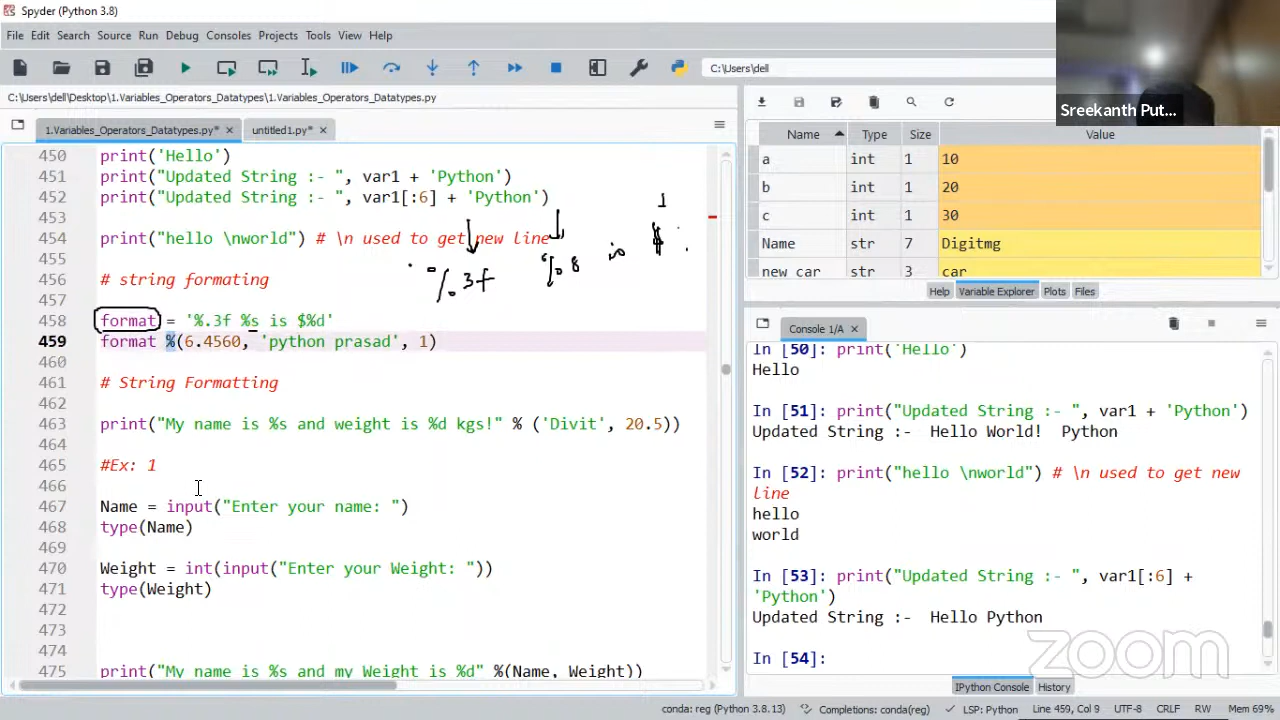 Spyder (Python 3.8)
File Edit Search Source Run Debug Consoles Projects Tools View Help
C:\Users\dell
C:\Users\dell\Desktop\1.Variables_Operators_Datatypes\1.Variables_Operators_Datatypes.py
1.Variables_Operators_Datatypes.py* untitled1.py*
450 print('Hello')
451 print("Updated String :- ", var1 + 'Python')
452 print("Updated String :- ", var1[:6] + 'Python')
453
454 print("hello \nworld") # \n used to get new line
455
456 # string formating
457
%.3f %s is $ 1
458 format = '%.3f %s is $%d'
459 format %(6.4560, 'python prasad', 1)
460
461 # String Formatting
462
463 print("My name is %s and weight is %d kgs!" % ('Divit', 20.5))
464
465 #Ex: 1
466
467 Name = input("Enter your name: ")
468 type(Name)
469
470 Weight = int(input("Enter your Weight: "))
471 type(Weight)
472
473
474
475 print("My name is %s and my Weight is %d" %(Name, Weight))
Sreekanth Put...
Name Type Size Value
a int 1 10
b int 1 20
c int 1 30
Name str 7 Digitmg
new car str 3 car
Help Variable Explorer Plots Files
Console 1/A
In [50]: print('Hello')
Hello
In [51]: print("Updated String :- ", var1 + 'Python')
Updated String :-  Hello World!  Python
In [52]: print("hello \nworld") # \n used to get new
line
hello
world
In [53]: print("Updated String :- ", var1[:6] +
'Python')
Updated String :-  Hello Python
In [54]:
zoom
IPython Console History
conda: reg (Python 3.8.13) Completions: conda(reg) LSP: Python Line 459, Col 9 UTF-8 CRLF RW Mem 69%